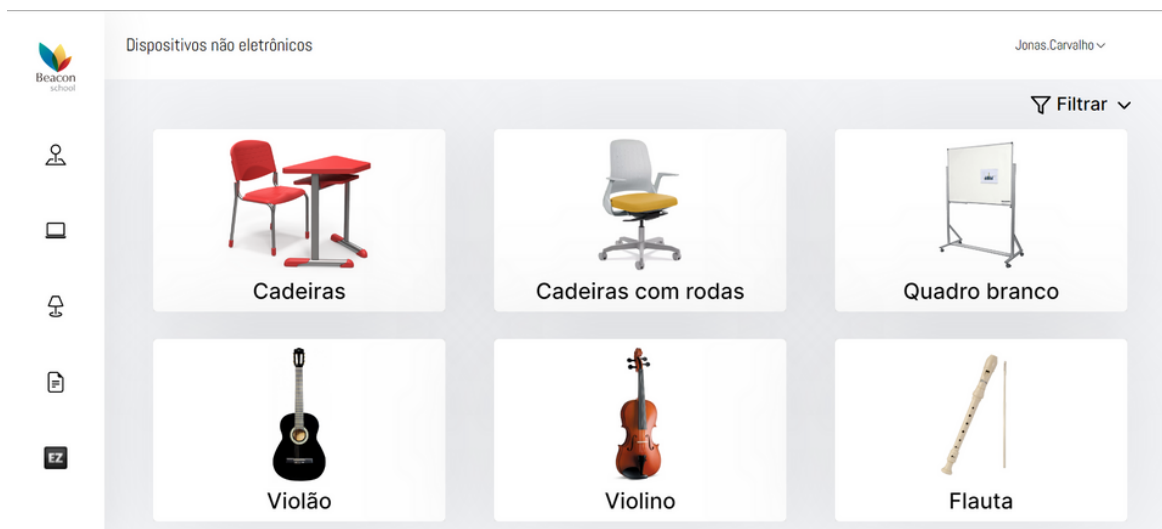 Beacon
school
Dispositivos não eletrônicos
Jonas.Carvalho
Filtrar
Cadeiras
Cadeiras com rodas
Quadro branco
Violão
Violino
Flauta
EZ